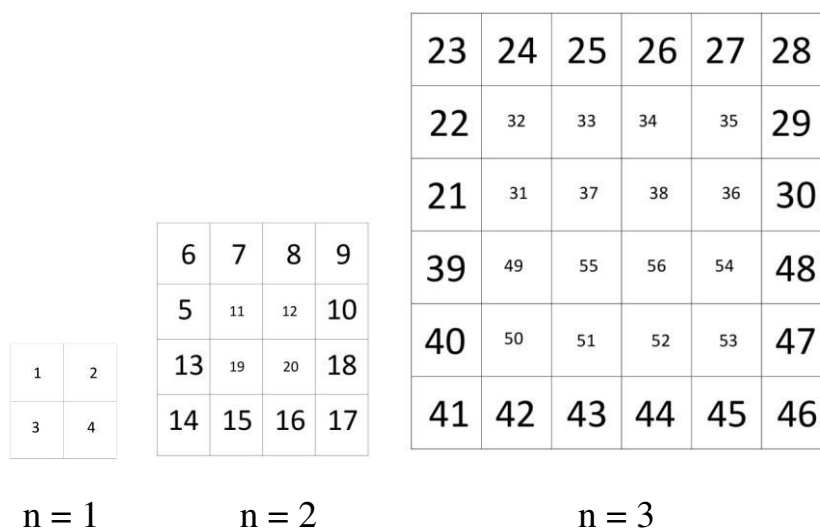 23 24 25 26 27 28
22 32 33 34 35 29
21 31 37 38 36 30
6 7 8 9
39 49 55 56 54 48
5 11 12 10
40 50 51 52 53 47
1 2
13 19 20 18
41 42 43 44 45 46
3 4
14 15 16 17
n = 1 n = 2 n = 3